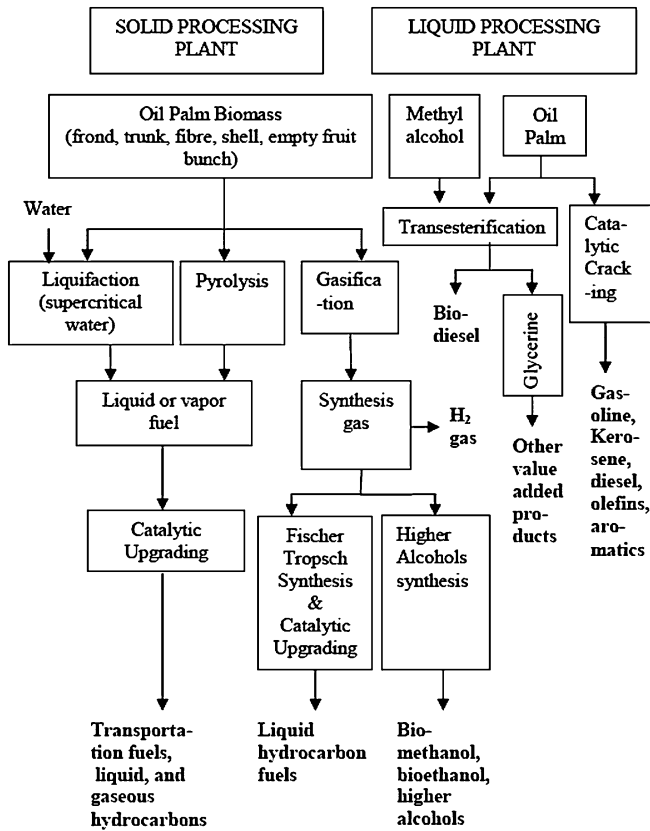 SOLID PROCESSING
PLANT
LIQUID PROCESSING
PLANT
Oil Palm Biomass
(frond, trunk, fibre, shell, empty fruit
bunch)
Methyl
alcohol
Oil
Palm
Water
Transesterification
Cata-
lytic
Crack
-ing
Liquifaction
(supercritical
water)
Pyrolysis
Gasifica
-tion
Bio-
diesel
Glycerine
Liquid or vapor
fuel
Synthesis
gas
H2
gas
Other
value
added
pro-
ducts
Gas-
oline,
Kero-
sene,
diesel,
olefins,
aro-
matics
Catalytic
Upgrading
Fischer
Tropsch
Synthesis
&
Catalytic
Upgrading
Higher
Alcohols
synthesis
Transporta-
tion fuels,
liquid, and
gaseous
hydrocarbons
Liquid
hydrocarbon
fuels
Bio-
methanol,
bioethanol,
higher
alcohols